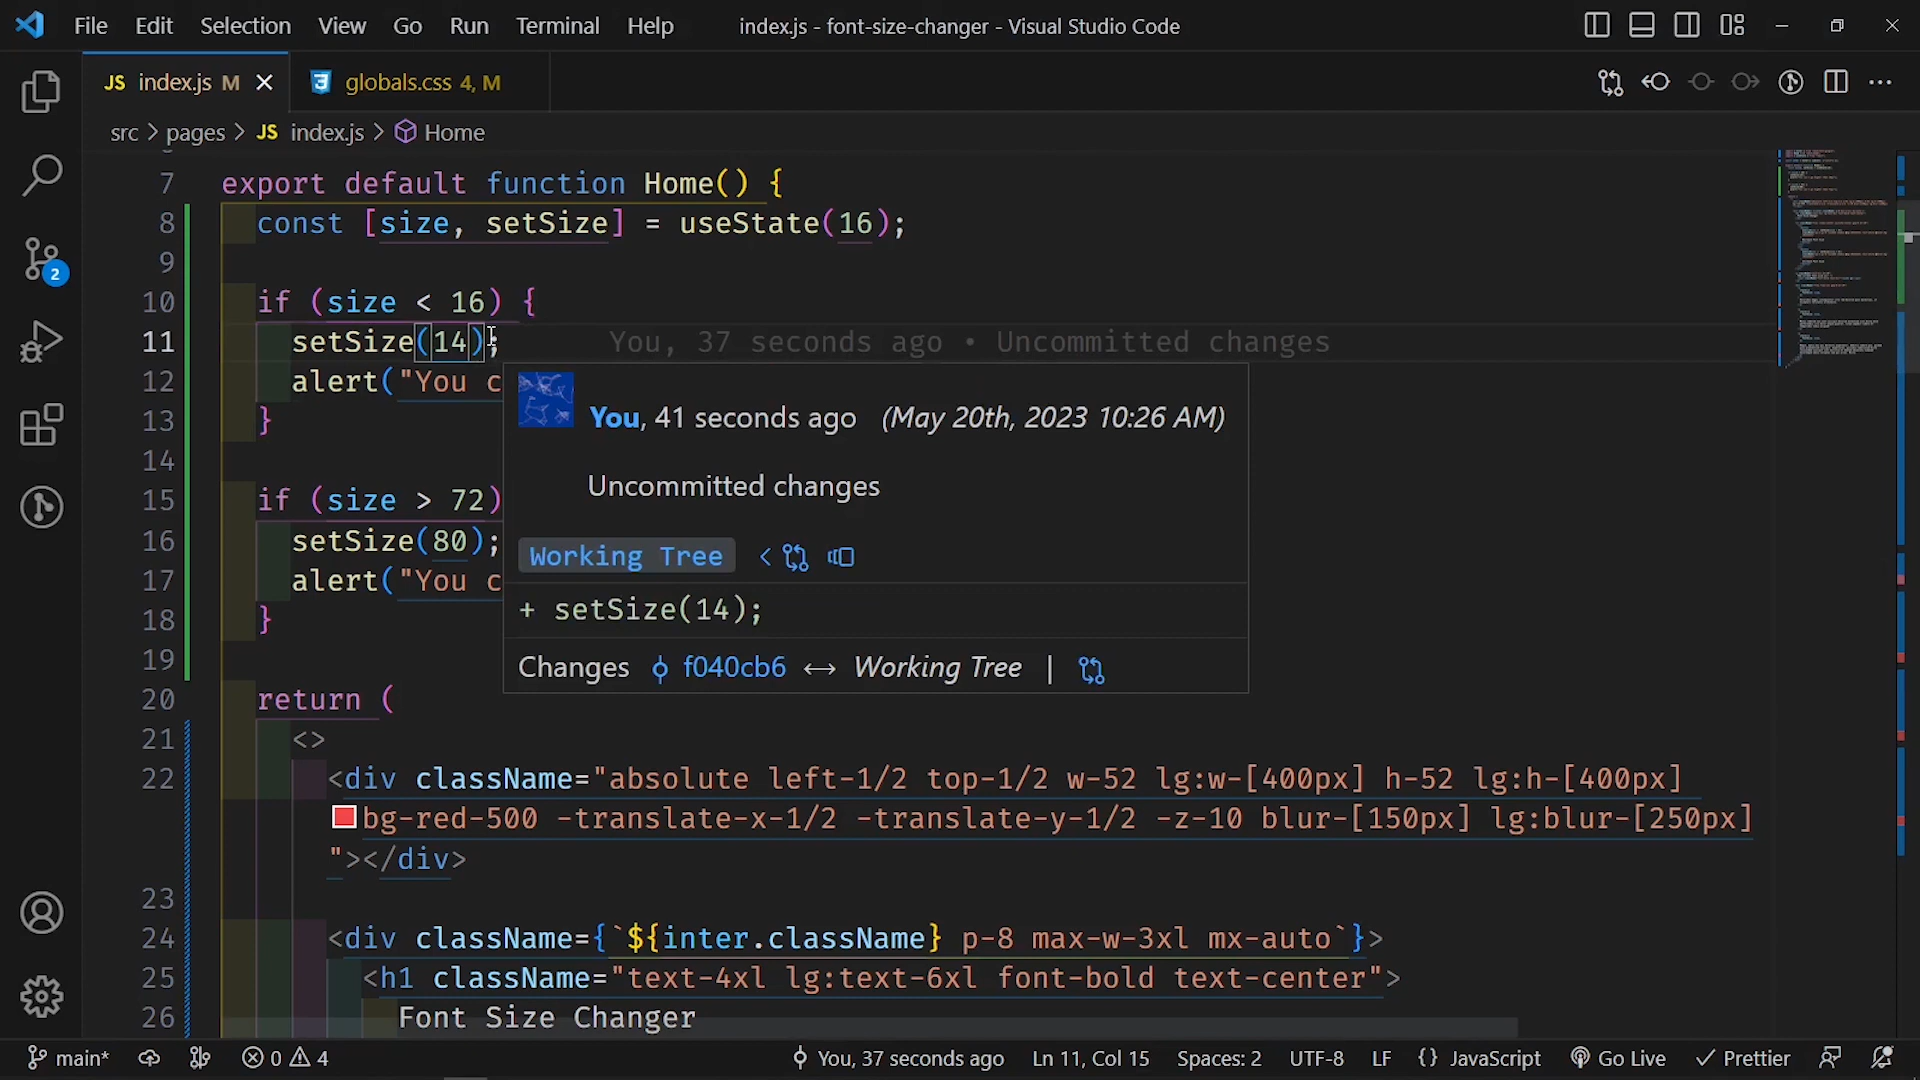 File Edit Selection View Go Run Terminal Help
index.js - font-size-changer - Visual Studio Code
JS index.js M
globals.css 4, M
src > pages > JS index.js > Home
7 export default function Home() {
8 const [size, setSize] = useState(16);
9
10 if (size < 16) {
11 setSize(14); You, 37 seconds ago • Uncommitted changes
12 alert("You c
13 }
14
15 if (size > 72)
16 setSize(80);
17 alert("You c
18 }
19
20 return (
21 <>
22 <div className="absolute left-1/2 top-1/2 w-52 lg:w-[400px] h-52 lg:h-[400px]
bg-red-500 -translate-x-1/2 -translate-y-1/2 -z-10 blur-[150px] lg:blur-[250px]
"></div>
23
24 <div className={`${inter.className} p-8 max-w-3xl mx-auto`}>
25 <h1 className="text-4xl lg:text-6xl font-bold text-center">
26 Font Size Changer
You, 41 seconds ago (May 20th, 2023 10:26 AM)
Uncommitted changes
Working Tree
+ setSize(14);
Changes f040cb6 ↔ Working Tree |
2
main* 0 4 You, 37 seconds ago Ln 11, Col 15 Spaces: 2 UTF-8 LF {} JavaScript Go Live Prettier